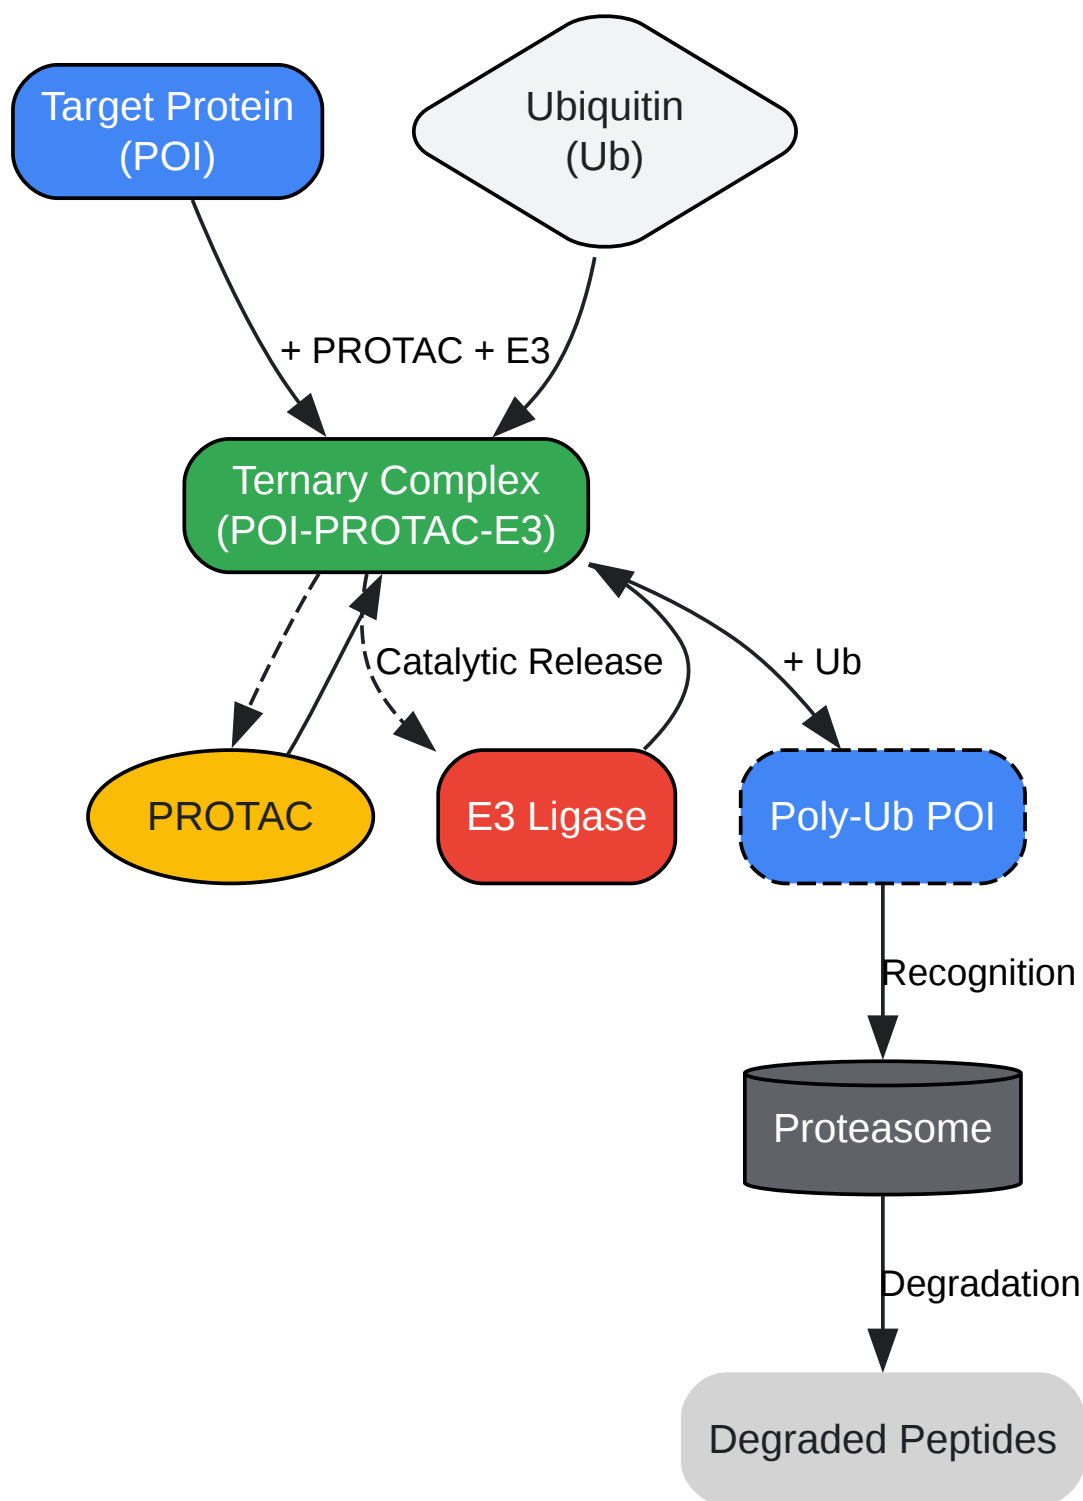 Target Protein
(POI)
Ubiquitin
(Ub)
+ PROTAC + E3
Ternary Complex
(POI-PROTAC-E3)
Catalytic Release
+ Ub
PROTAC
E3 Ligase
Poly-Ub POI
Recognition
Proteasome
Degradation
Degraded Peptides